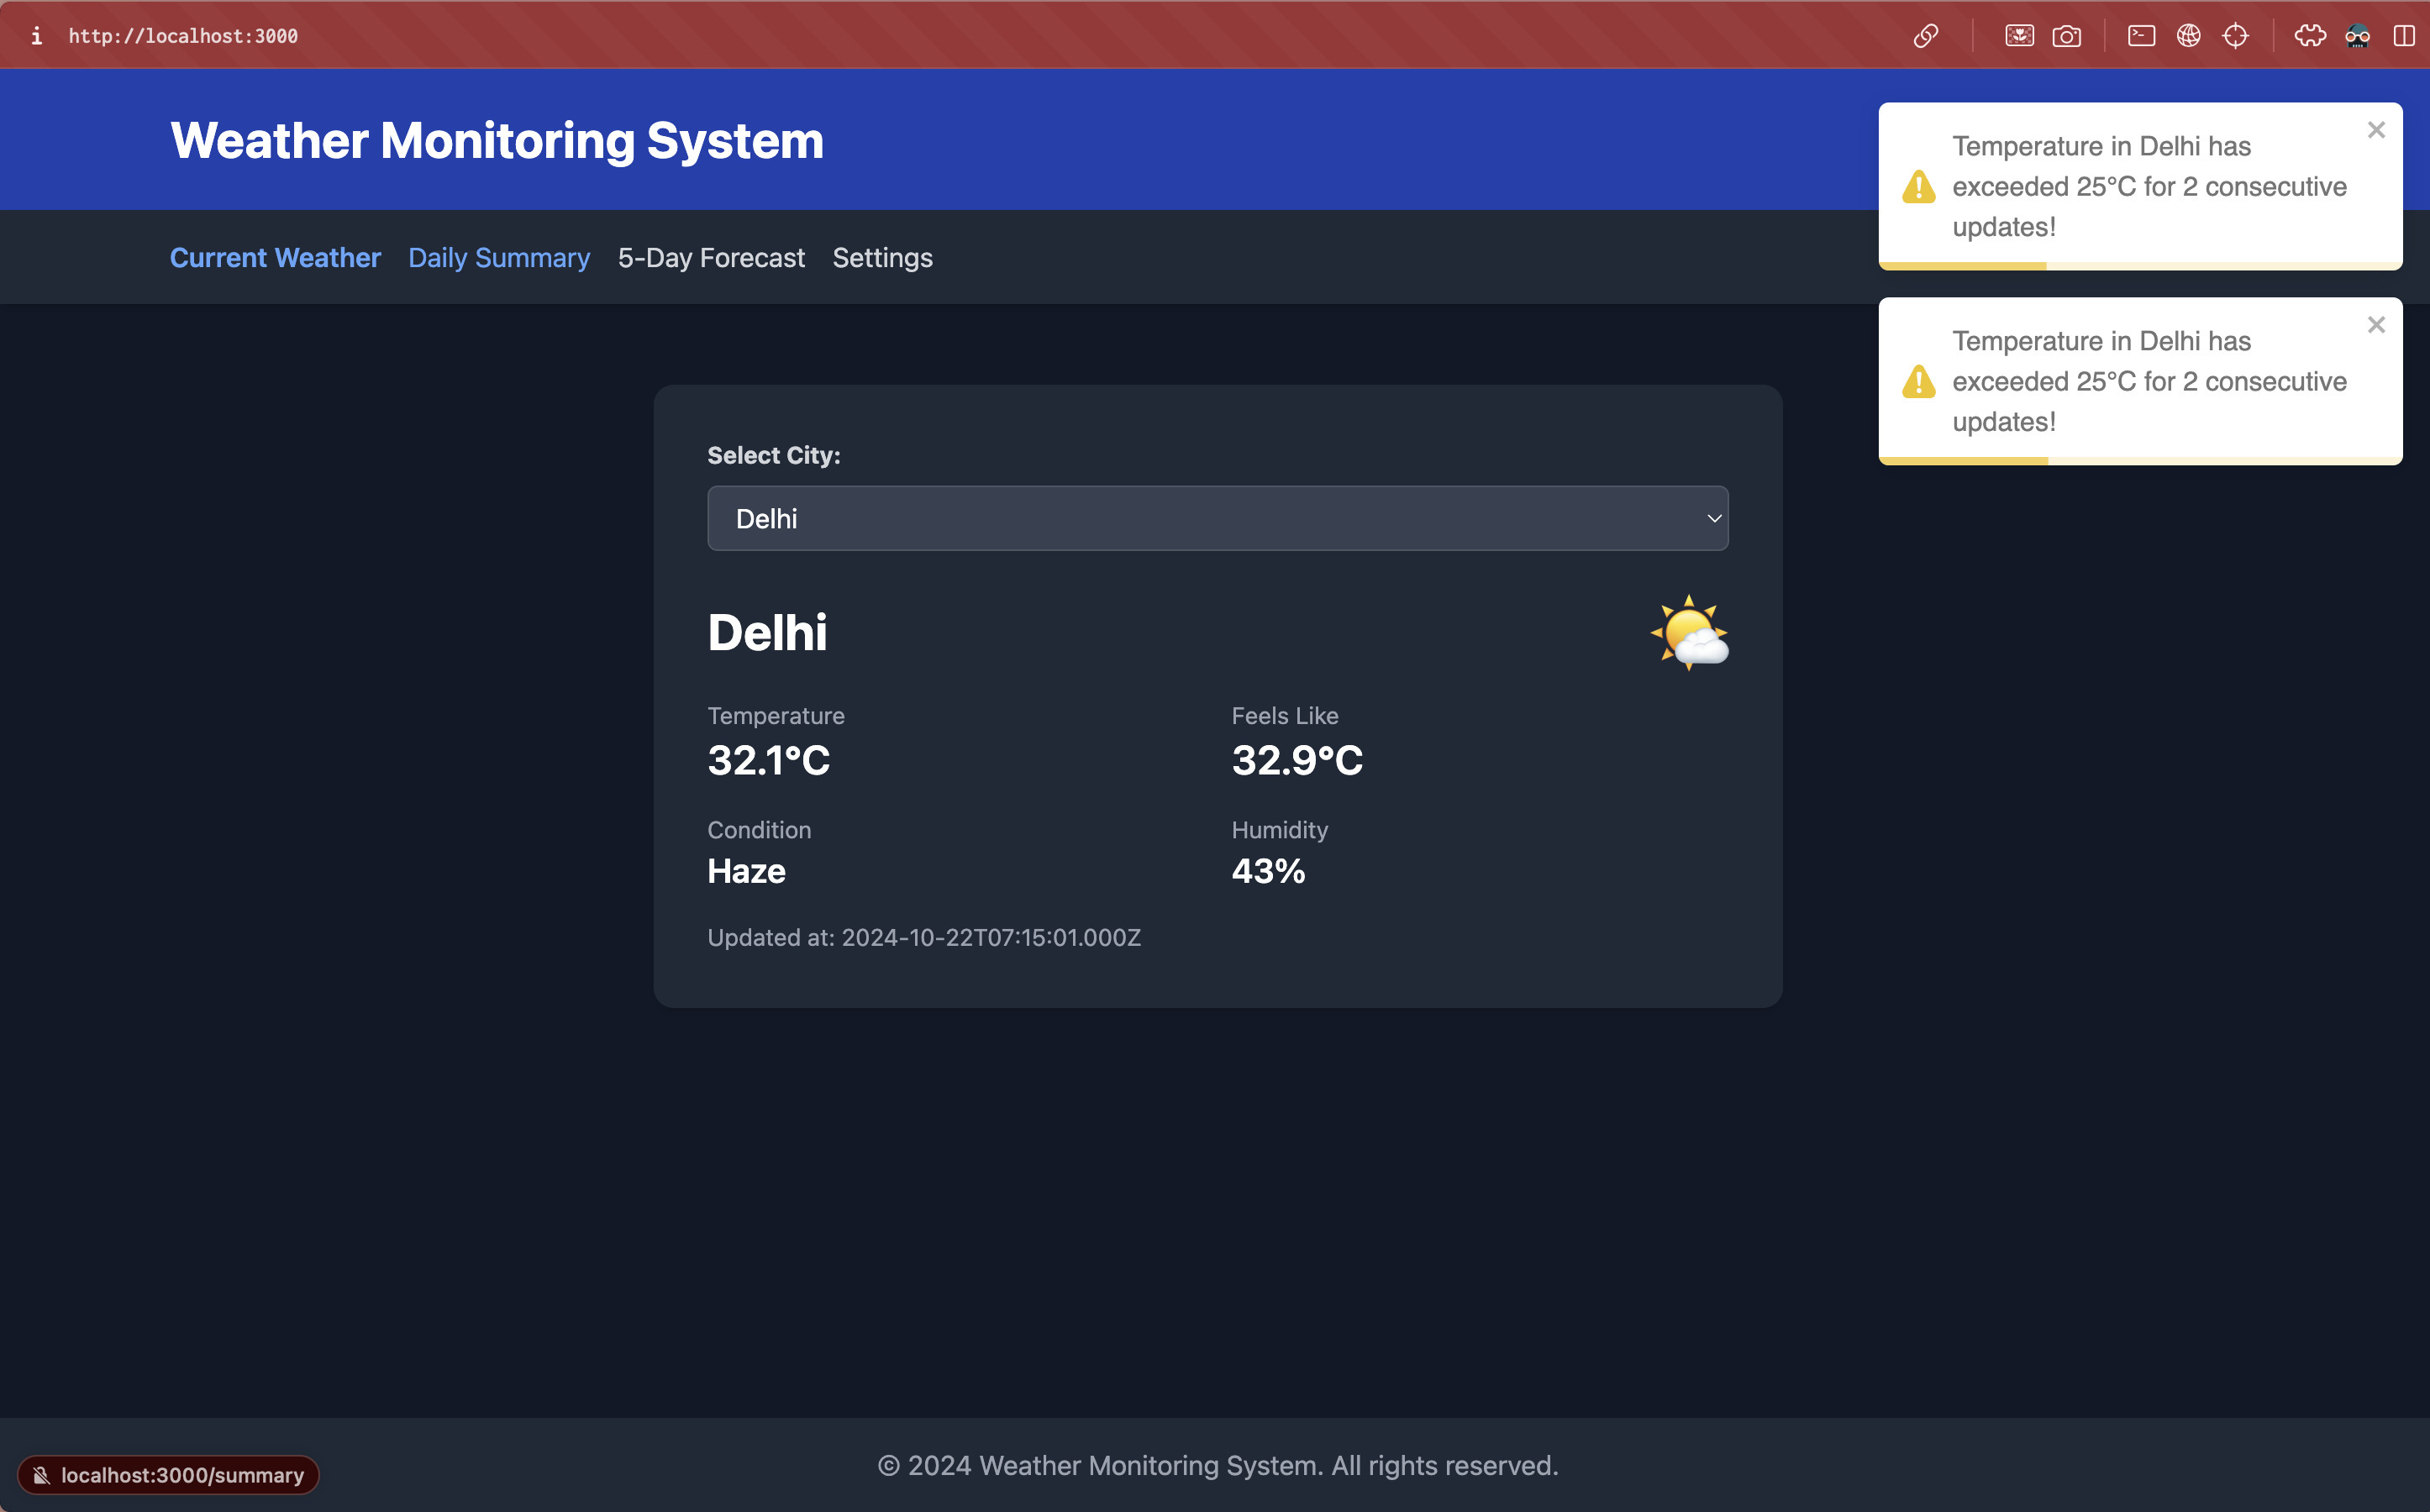 http://localhost:3000
Weather Monitoring System
Current Weather Daily Summary 5-Day Forecast Settings
Temperature in Delhi has
exceeded 25°C for 2 consecutive
updates!
Temperature in Delhi has
exceeded 25°C for 2 consecutive
updates!
Select City:
Delhi
Delhi
Temperature Feels Like
32.1°C 32.9°C
Condition Humidity
Haze 43%
Updated at: 2024-10-22T07:15:01.000Z
© 2024 Weather Monitoring System. All rights reserved.
localhost:3000/summary